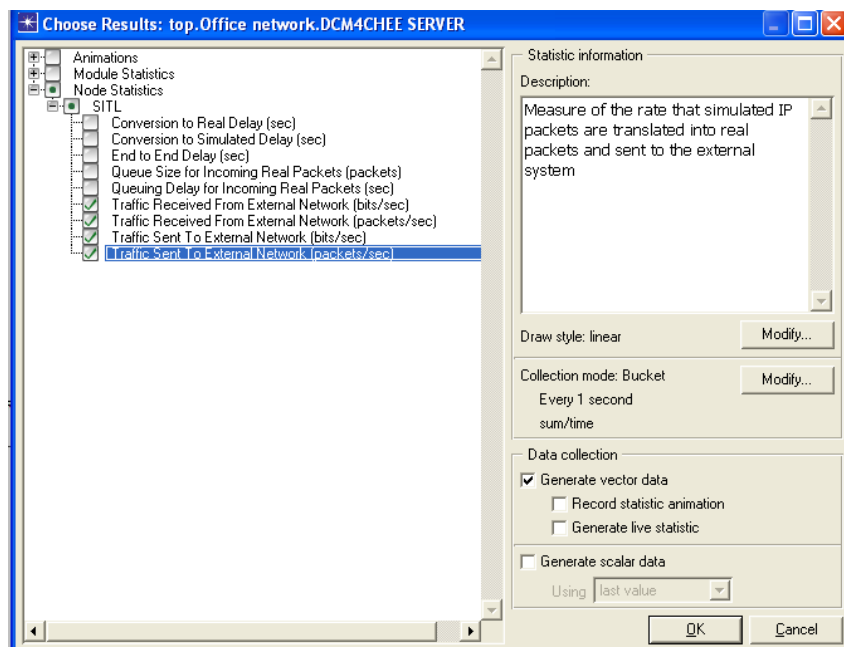 Choose Results: top.Office network.DCM4CHEE SERVER
Animations
Module Statistics
Node Statistics
SITL
Conversion to Real Delay (sec)
Conversion to Simulated Delay (sec)
End to End Delay (sec)
Queue Size for Incoming Real Packets (packets)
Queuing Delay for Incoming Real Packets (sec)
Traffic Received From External Network (bits/sec)
Traffic Received From External Network (packets/sec)
Traffic Sent To External Network (bits/sec)
Traffic Sent To External Network (packets/sec)
Statistic information
Description:
Measure of the rate that simulated IP
packets are translated into real
packets and sent to the external
system
Draw style: linear
Modify...
Collection mode: Bucket
Modify...
Every 1 second
sum/time
Data collection
Generate vector data
Record statistic animation
Generate live statistic
Generate scalar data
Using last value
OK
Cancel